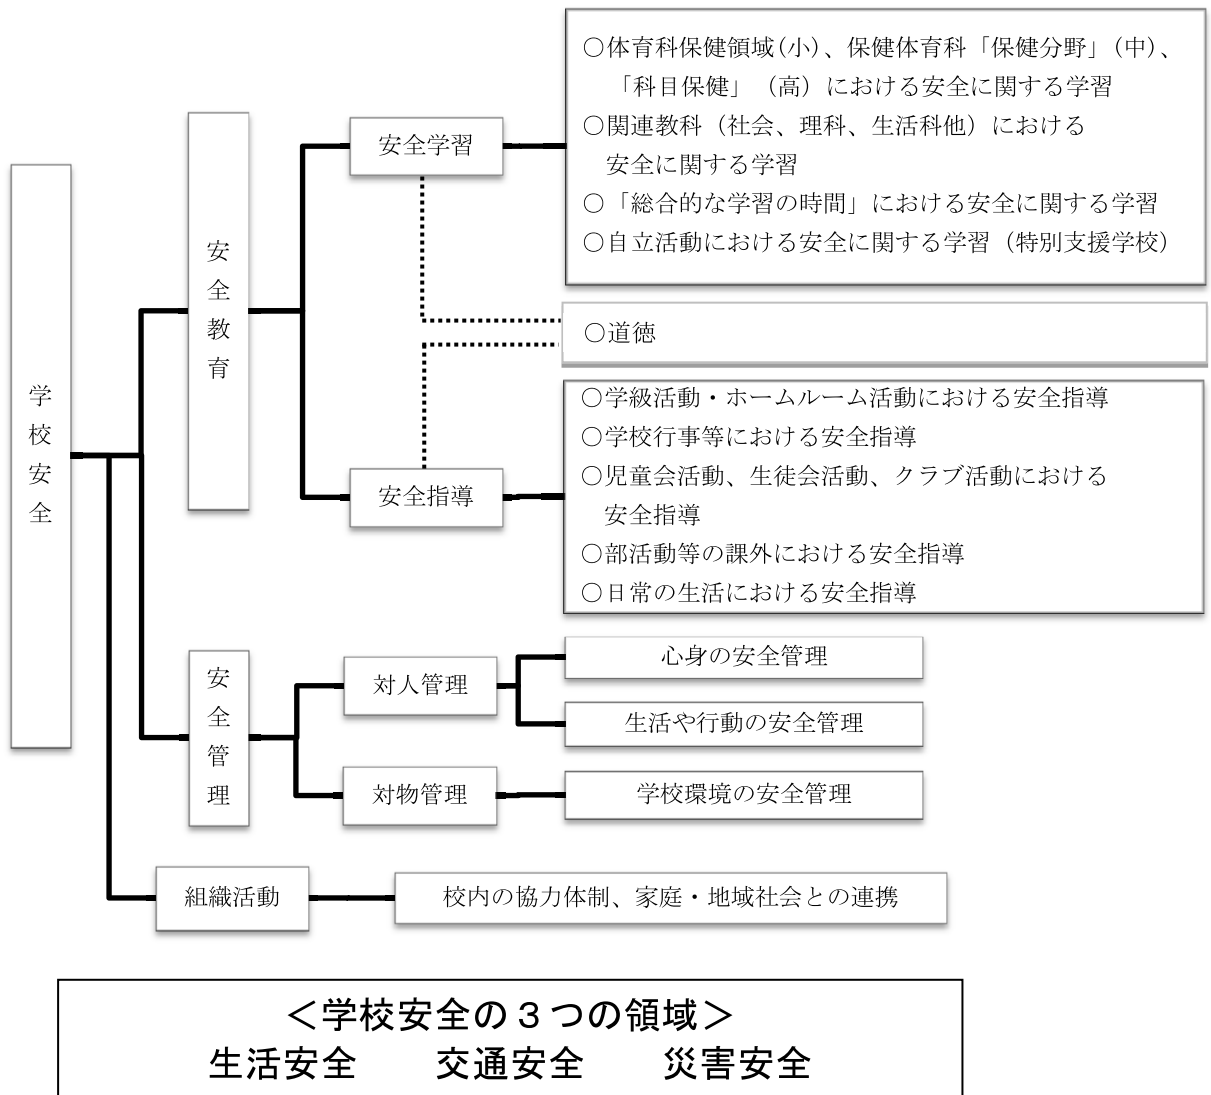 学校安全
安全教育
安全学習
○体育科保健領域(小)、保健体育科「保健分野」(中)、
「科目保健」（高）における安全に関する学習
○関連教科（社会、理科、生活科他）における
安全に関する学習
○「総合的な学習の時間」における安全に関する学習
○自立活動における安全に関する学習（特別支援学校）
○道徳
安全指導
○学級活動・ホームルーム活動における安全指導
○学校行事等における安全指導
○児童会活動、生徒会活動、クラブ活動における
安全指導
○部活動等の課外における安全指導
○日常の生活における安全指導
安全管理
対人管理
心身の安全管理
生活や行動の安全管理
対物管理
学校環境の安全管理
組織活動
校内の協力体制、家庭・地域社会との連携
＜学校安全の３つの領域＞
生活安全　　交通安全　　災害安全